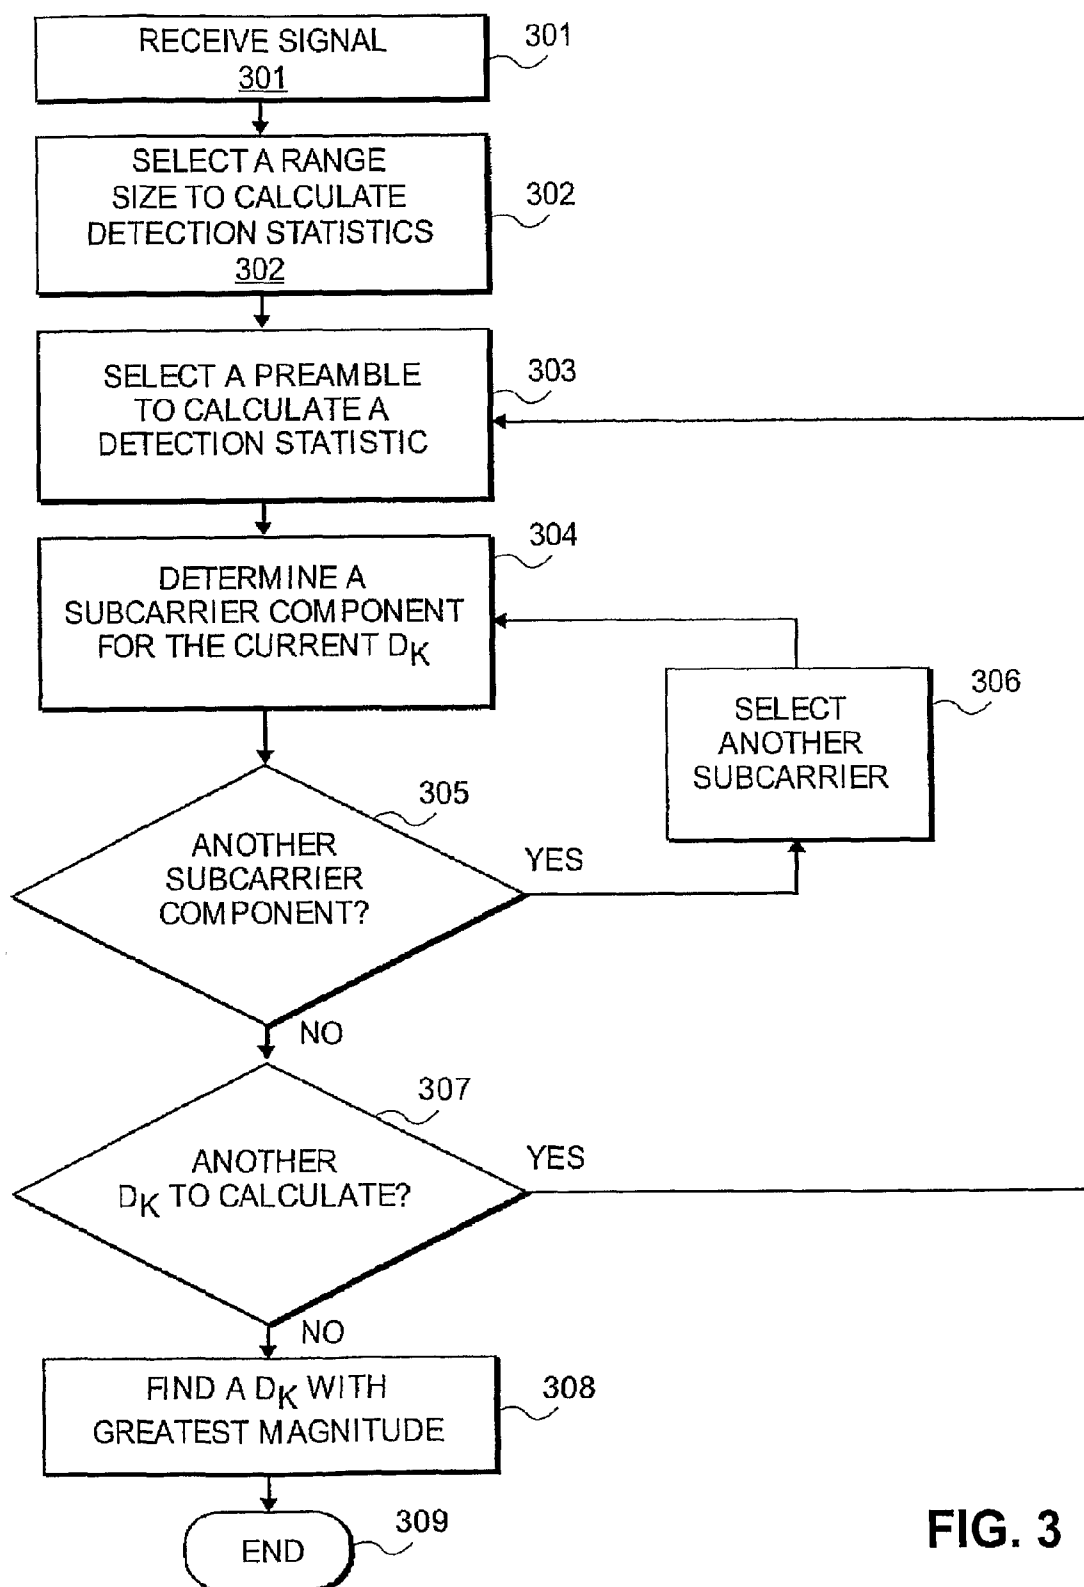 RECEIVE SIGNAL
301
301
SELECT A RANGE
SIZE TO CALCULATE
DETECTION STATISTICS
302
302
SELECT A PREAMBLE
TO CALCULATE A
DETECTION STATISTIC
303
DETERMINE A
SUBCARRIER COMPONENT
FOR THE CURRENT DK
304
SELECT
ANOTHER
SUBCARRIER
306
ANOTHER
SUBCARRIER
COMPONENT?
305
YES
NO
ANOTHER
DK TO CALCULATE?
307
YES
NO
FIND A DK WITH
GREATEST MAGNITUDE
308
END
309
FIG. 3